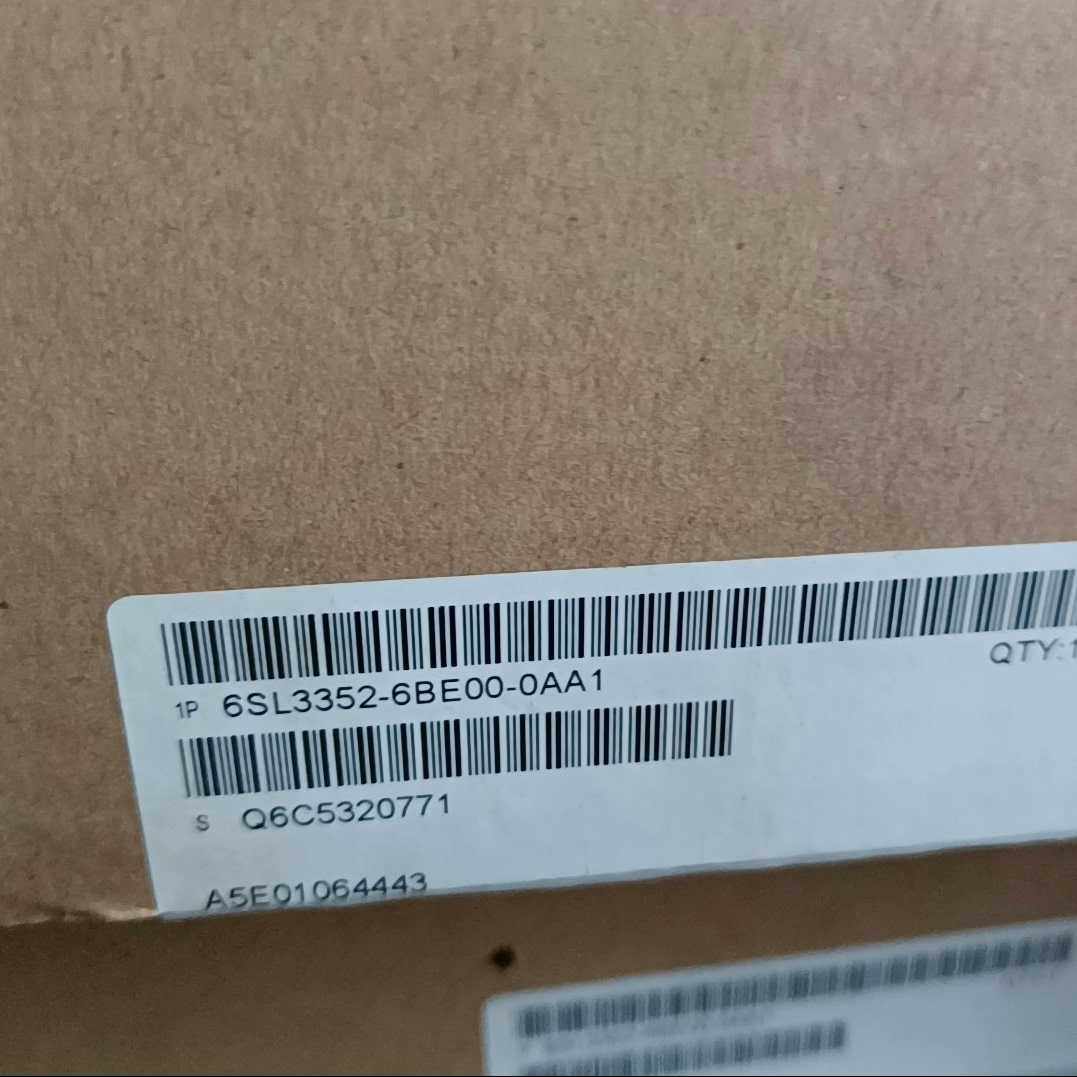 QTY:1
1P 6SL3352-6BE00-0AA1
S Q6C5320771
A5E01064443